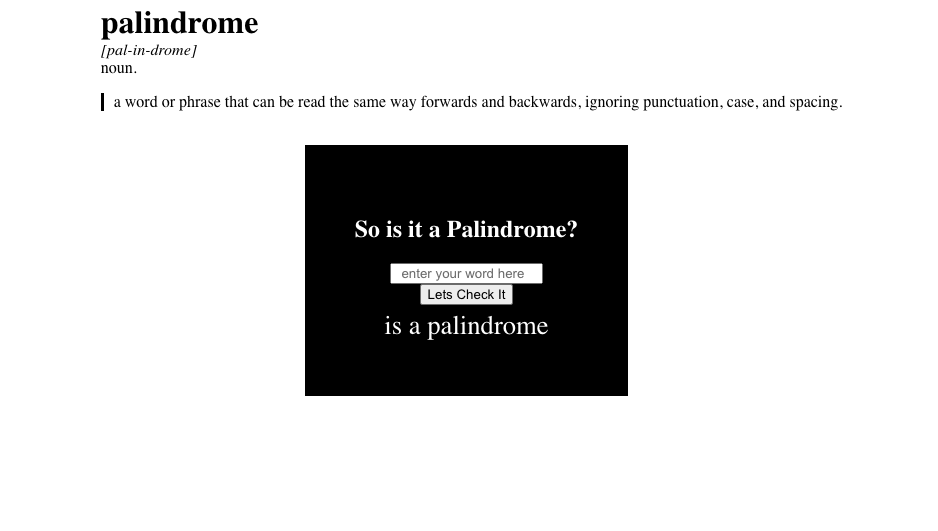 palindrome
[pal-in-drome]
noun.
a word or phrase that can be read the same way forwards and backwards, ignoring punctuation, case, and spacing.
So is it a Palindrome?
enter your word here
Lets Check It
is a palindrome